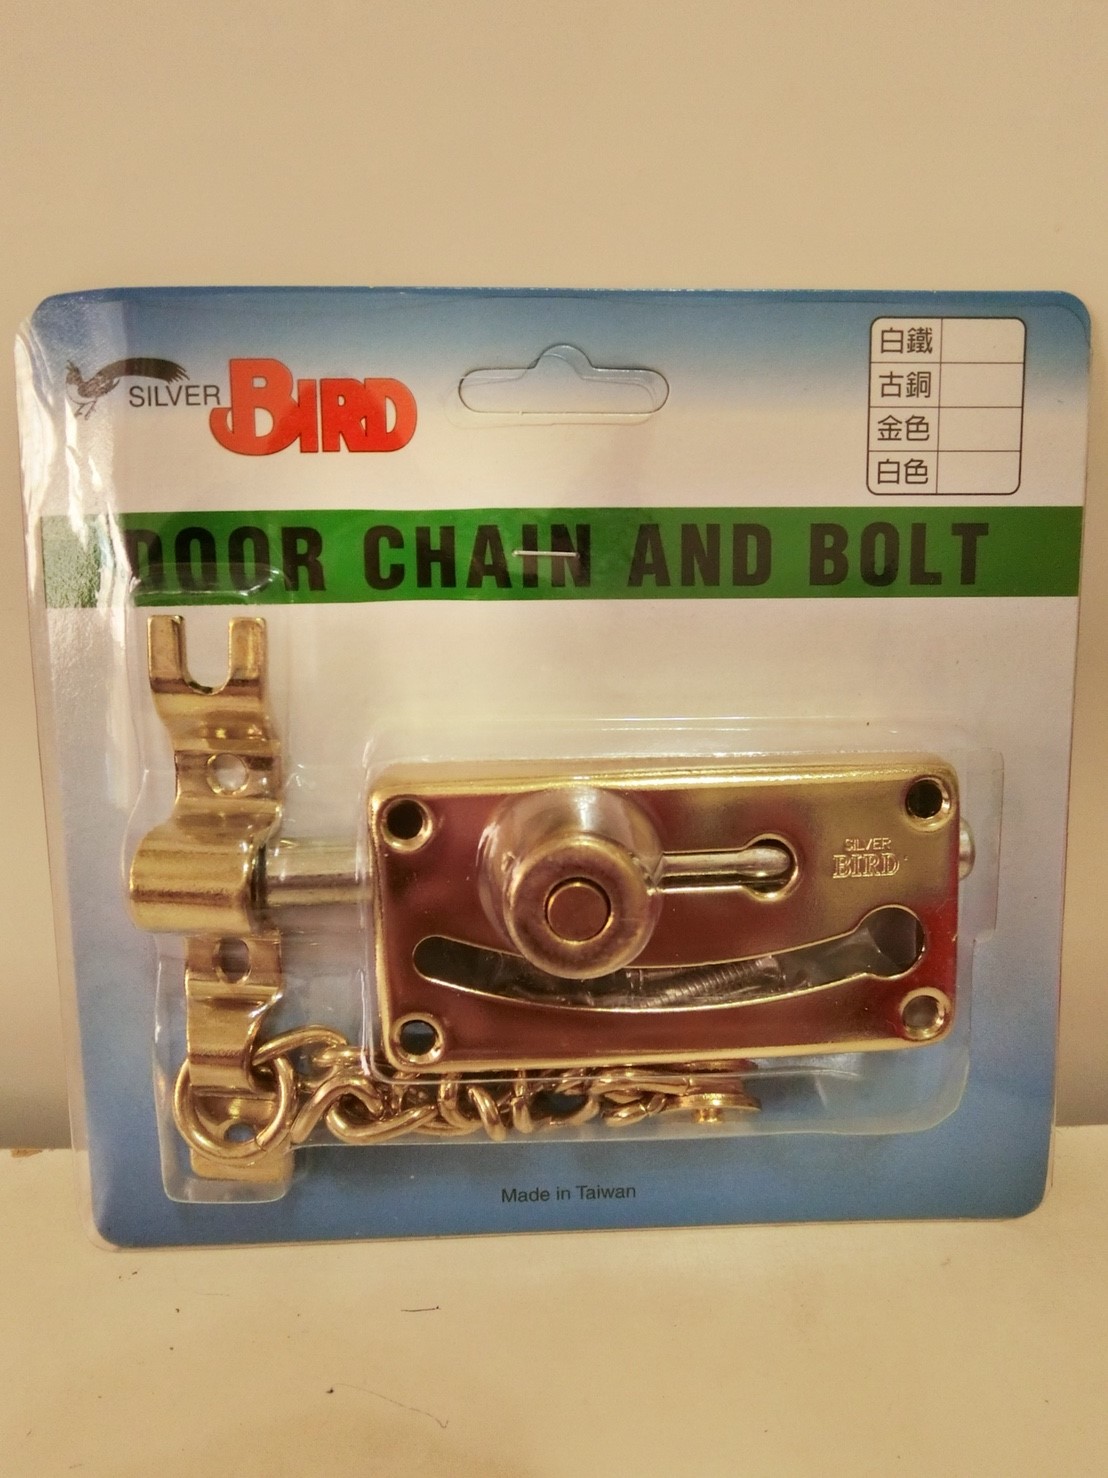 SILVER BIRD
白鐵
古銅
金色
白色
DOOR CHAIN AND BOLT
SILVER
BIRD
Made in Taiwan